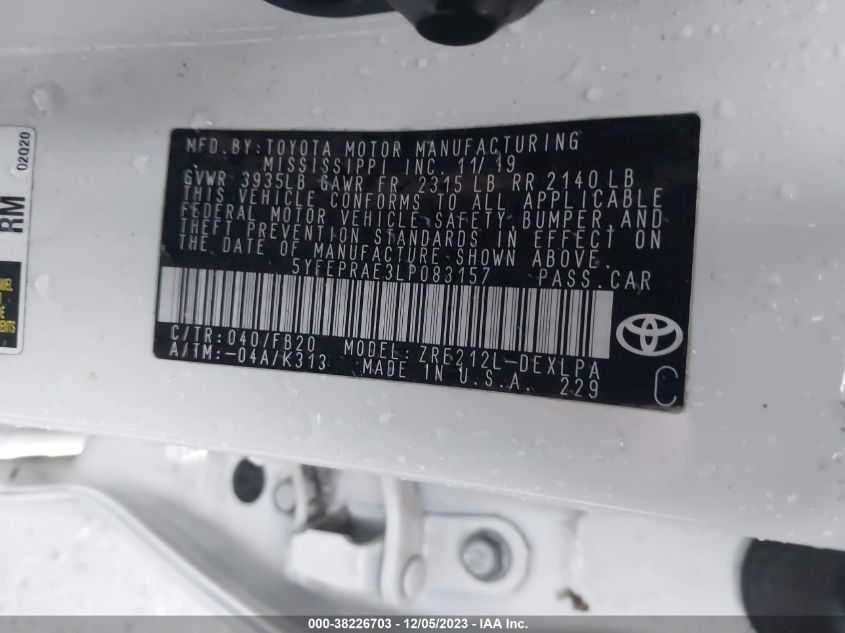 MFD.BY:TOYOTA MOTOR MANUFACTURING
MISSISSIPPI INC. 11/19
GVWR 3935LB GAWR FR 2315 LB RR 2140 LB
THIS VEHICLE CONFORMS TO ALL APPLICABLE
FEDERAL MOTOR VEHICLE SAFETY,BUMPER,AND
THEFT PREVENTION STANDARDS IN EFFECT ON
THE DATE OF MANUFACTURE SHOWN ABOVE.
5YFEPRAE3LP083157 PASS.CAR
C/TR:040/FB20 MODEL:ZRE212L-DEXLPA
A/TM:-04A/K313 MADE IN U.S.A. 229
C
02020
RM
000-38226703 - 12/05/2023 - IAA Inc.